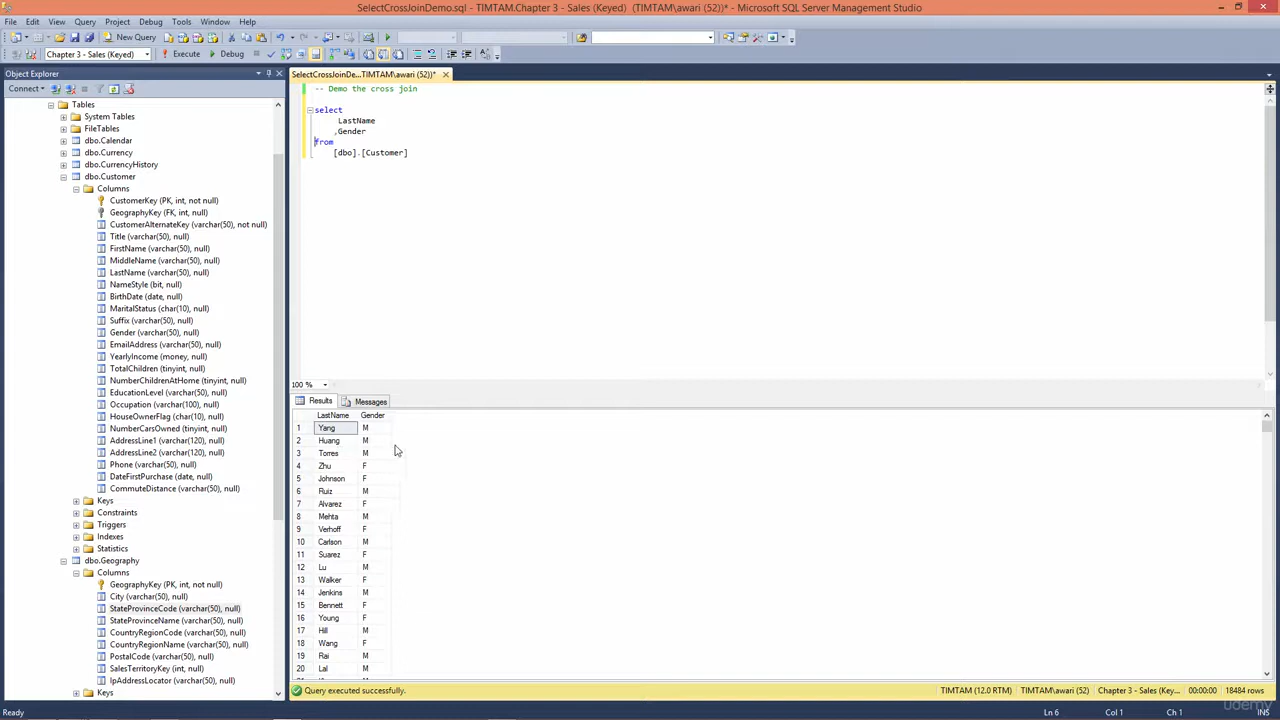 SelectCrossJoinDemo.sql - TIMTAM.Chapter 3 - Sales (Keyed) (TIMTAM\awari (52))* - Microsoft SQL Server Management Studio
File Edit View Query Project Debug Tools Window Help
New Query
Chapter 3 - Sales (Keyed) Execute Debug
Object Explorer
Connect
Tables
System Tables
FileTables
dbo.Calendar
dbo.Currency
dbo.CurrencyHistory
dbo.Customer
Columns
CustomerKey (PK, int, not null)
GeographyKey (FK, int, null)
CustomerAlternateKey (varchar(50), not null)
Title (varchar(50), null)
FirstName (varchar(50), null)
MiddleName (varchar(50), null)
LastName (varchar(50), null)
NameStyle (bit, null)
BirthDate (date, null)
MaritalStatus (char(10), null)
Suffix (varchar(50), null)
Gender (varchar(50), null)
EmailAddress (varchar(50), null)
YearlyIncome (money, null)
TotalChildren (tinyint, null)
NumberChildrenAtHome (tinyint, null)
EducationLevel (varchar(50), null)
Occupation (varchar(100), null)
HouseOwnerFlag (char(10), null)
NumberCarsOwned (tinyint, null)
AddressLine1 (varchar(120), null)
AddressLine2 (varchar(120), null)
Phone (varchar(50), null)
DateFirstPurchase (date, null)
CommuteDistance (varchar(50), null)
Keys
Constraints
Triggers
Indexes
Statistics
dbo.Geography
Columns
GeographyKey (PK, int, not null)
City (varchar(50), null)
StateProvinceCode (varchar(50), null)
StateProvinceName (varchar(50), null)
CountryRegionCode (varchar(50), null)
CountryRegionName (varchar(50), null)
PostalCode (varchar(50), null)
SalesTerritoryKey (int, null)
IpAddressLocator (varchar(50), null)
Keys
SelectCrossJoinDe...TIMTAM\awari (52))*
-- Demo the cross join
select
LastName
,Gender
from
[dbo].[Customer]
100 %
Results Messages
LastName Gender
1 Yang M
2 Huang M
3 Torres M
4 Zhu F
5 Johnson F
6 Ruiz M
7 Alvarez F
8 Mehta M
9 Verhoff F
10 Carlson M
11 Suarez F
12 Lu M
13 Walker F
14 Jenkins M
15 Bennett F
16 Young F
17 Hill M
18 Wang F
19 Rai M
20 Lal M
Query executed successfully. TIMTAM (12.0 RTM) TIMTAM\awari (52) Chapter 3 - Sales (Key... 00:00:00 18484 rows
udemy
Ready Ln 6 Col 1 Ch 1 INS